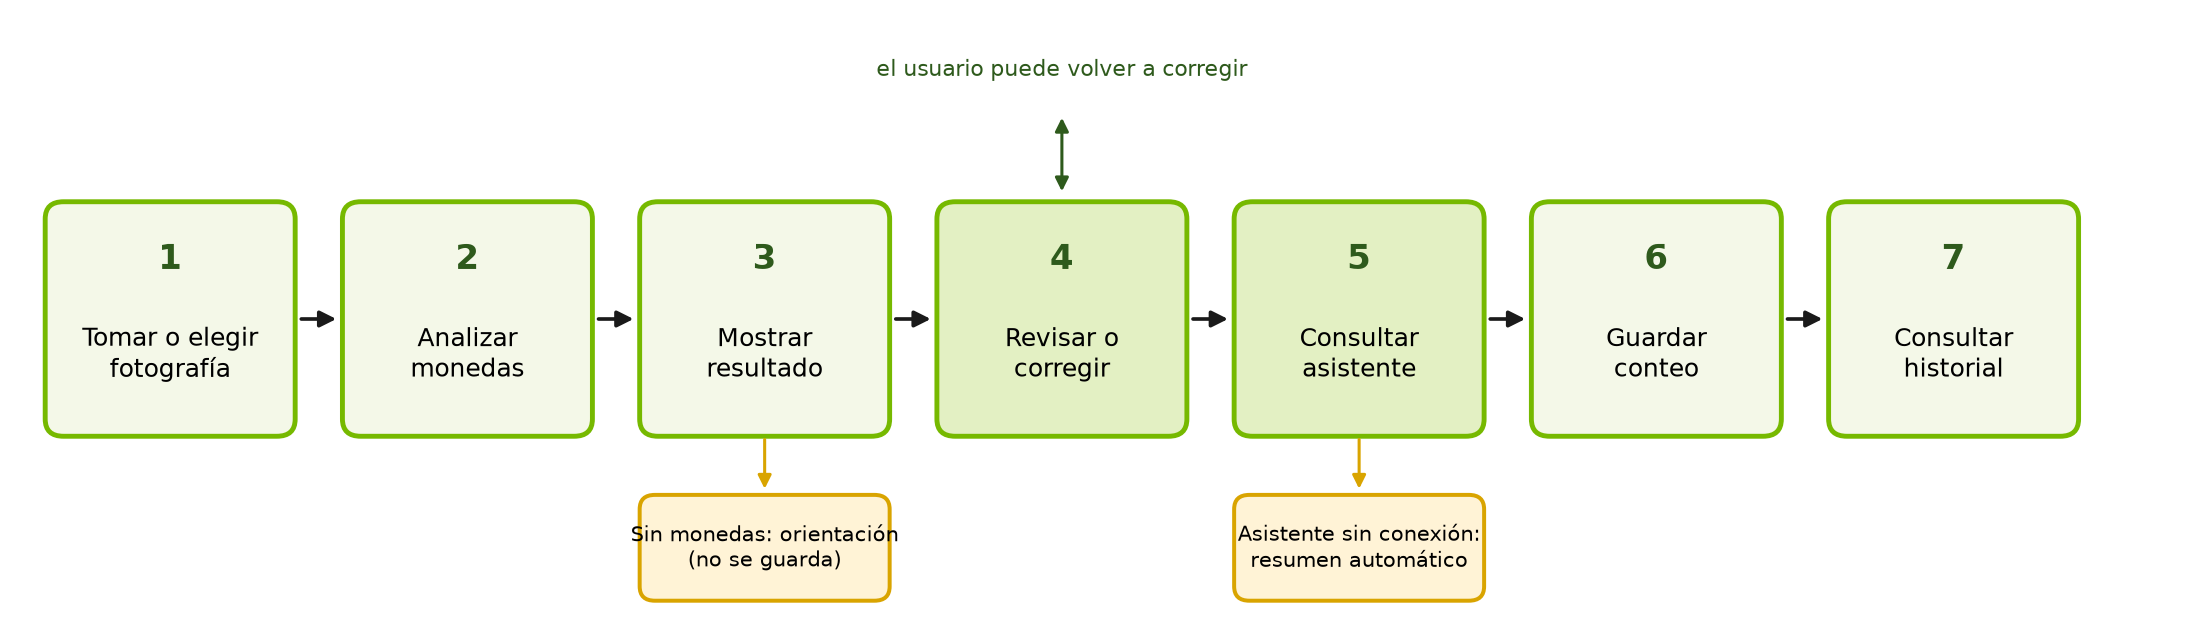 el usuario puede volver a corregir
1
Tomar o elegir
fotografía
2
Analizar
monedas
3
Mostrar
resultado
4
Revisar o
corregir
5
Consultar
asistente
6
Guardar
conteo
7
Consultar
historial
Sin monedas: orientación
(no se guarda)
Asistente sin conexión:
resumen automático